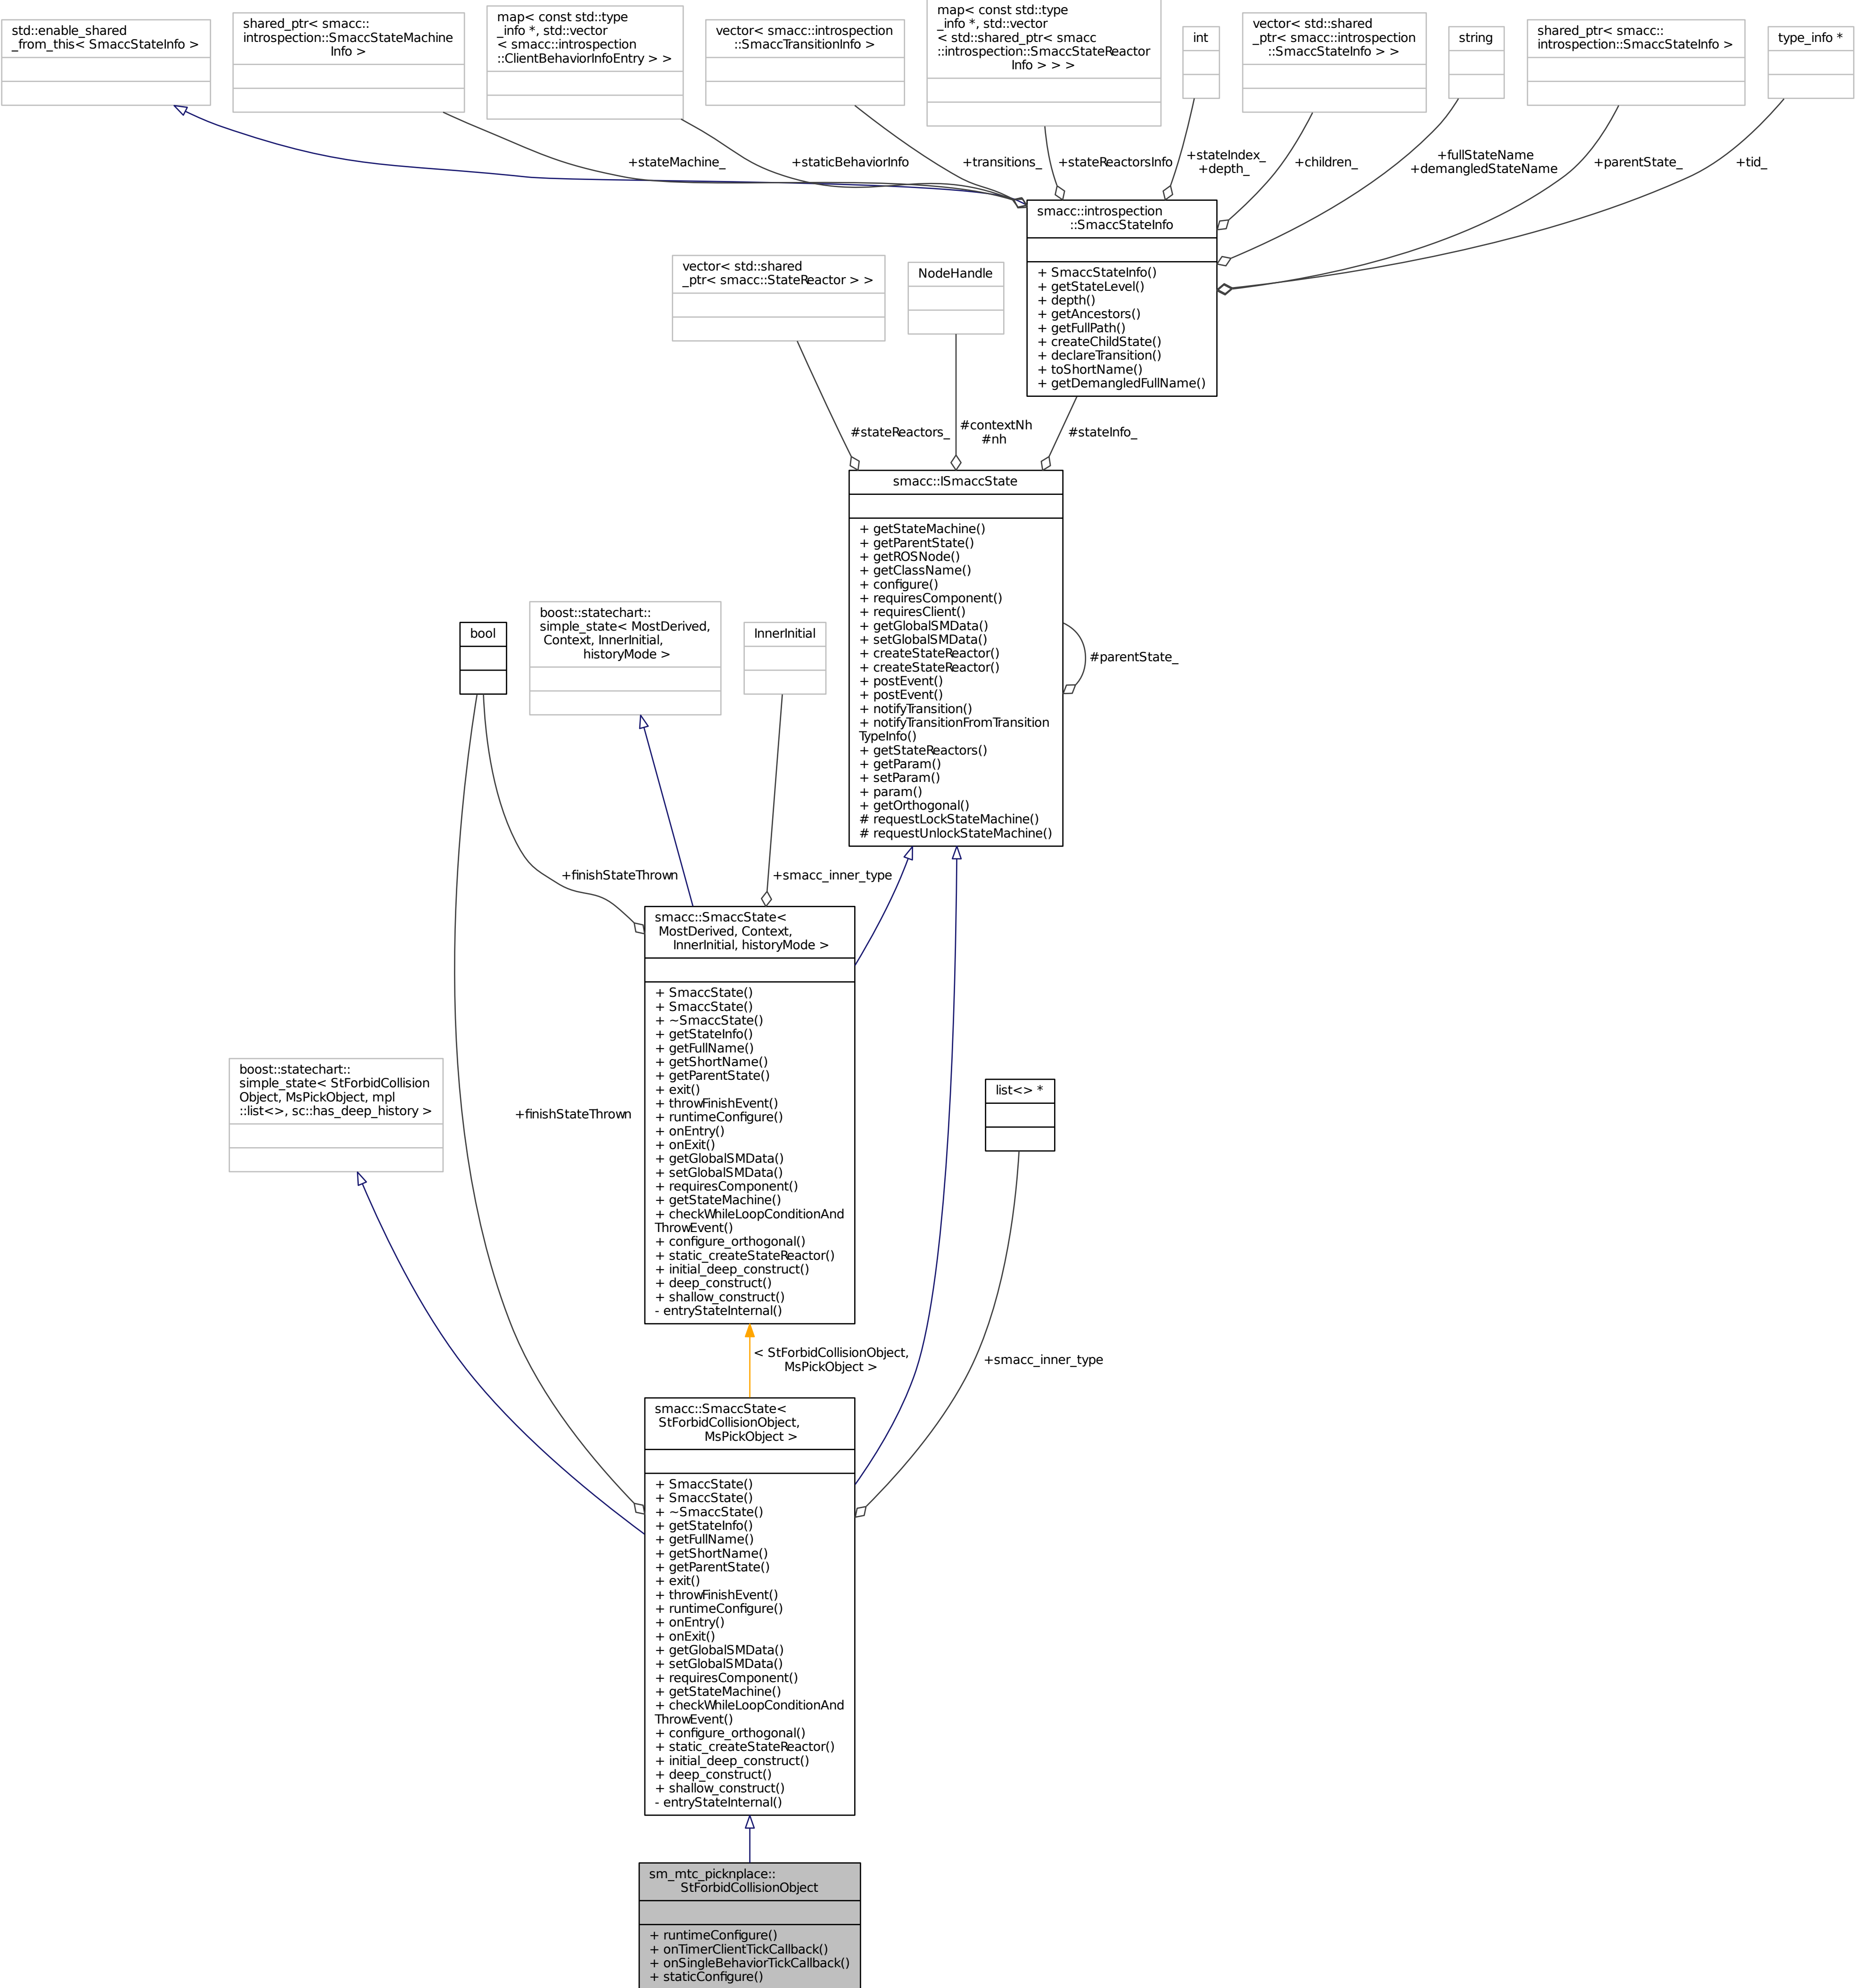 std::enable_shared
_from_this< SmaccStateInfo >
shared_ptr< smacc::
introspection::SmaccStateMachine
Info >
map< const std::type
_info *, std::vector
< smacc::introspection
::ClientBehaviorInfoEntry > >
vector< smacc::introspection
::SmaccTransitionInfo >
map< const std::type
_info *, std::vector
< std::shared_ptr< smacc
::introspection::SmaccStateReactor
Info > > >
int
vector< std::shared
_ptr< smacc::introspection
::SmaccStateInfo > >
string
shared_ptr< smacc::
introspection::SmaccStateInfo >
type_info *
+stateMachine_
+staticBehaviorInfo
+transitions_
+stateReactorsInfo
+stateIndex_
+depth_
+children_
+fullStateName
+demangledStateName
+parentState_
+tid_
smacc::introspection
::SmaccStateInfo
+ SmaccStateInfo()
+ getStateLevel()
+ depth()
+ getAncestors()
+ getFullPath()
+ createChildState()
+ declareTransition()
+ toShortName()
+ getDemangledFullName()
vector< std::shared
_ptr< smacc::StateReactor > >
NodeHandle
#stateReactors_
#contextNh
#nh
#stateInfo_
smacc::ISmaccState
+ getStateMachine()
+ getParentState()
+ getROSNode()
+ getClassName()
+ configure()
+ requiresComponent()
+ requiresClient()
+ getGlobalSMData()
+ setGlobalSMData()
+ createStateReactor()
+ createStateReactor()
+ postEvent()
+ postEvent()
+ notifyTransition()
+ notifyTransitionFromTransition
TypeInfo()
+ getStateReactors()
+ getParam()
+ setParam()
+ param()
+ getOrthogonal()
# requestLockStateMachine()
# requestUnlockStateMachine()
#parentState_
bool
boost::statechart::
simple_state< MostDerived,
Context, InnerInitial,
historyMode >
InnerInitial
+finishStateThrown
+smacc_inner_type
smacc::SmaccState<
MostDerived, Context,
InnerInitial, historyMode >
+ SmaccState()
+ SmaccState()
+ ~SmaccState()
+ getStateInfo()
+ getFullName()
+ getShortName()
+ getParentState()
+ exit()
+ throwFinishEvent()
+ runtimeConfigure()
+ onEntry()
+ onExit()
+ getGlobalSMData()
+ setGlobalSMData()
+ requiresComponent()
+ getStateMachine()
+ checkWhileLoopConditionAnd
ThrowEvent()
+ configure_orthogonal()
+ static_createStateReactor()
+ initial_deep_construct()
+ deep_construct()
+ shallow_construct()
- entryStateInternal()
boost::statechart::
simple_state< StForbidCollision
Object, MsPickObject, mpl
::list<>, sc::has_deep_history >
+finishStateThrown
list<> *
< StForbidCollisionObject,
MsPickObject >
+smacc_inner_type
smacc::SmaccState<
StForbidCollisionObject,
MsPickObject >
+ SmaccState()
+ SmaccState()
+ ~SmaccState()
+ getStateInfo()
+ getFullName()
+ getShortName()
+ getParentState()
+ exit()
+ throwFinishEvent()
+ runtimeConfigure()
+ onEntry()
+ onExit()
+ getGlobalSMData()
+ setGlobalSMData()
+ requiresComponent()
+ getStateMachine()
+ checkWhileLoopConditionAnd
ThrowEvent()
+ configure_orthogonal()
+ static_createStateReactor()
+ initial_deep_construct()
+ deep_construct()
+ shallow_construct()
- entryStateInternal()
sm_mtc_picknplace::
StForbidCollisionObject
+ runtimeConfigure()
+ onTimerClientTickCallback()
+ onSingleBehaviorTickCallback()
+ staticConfigure()